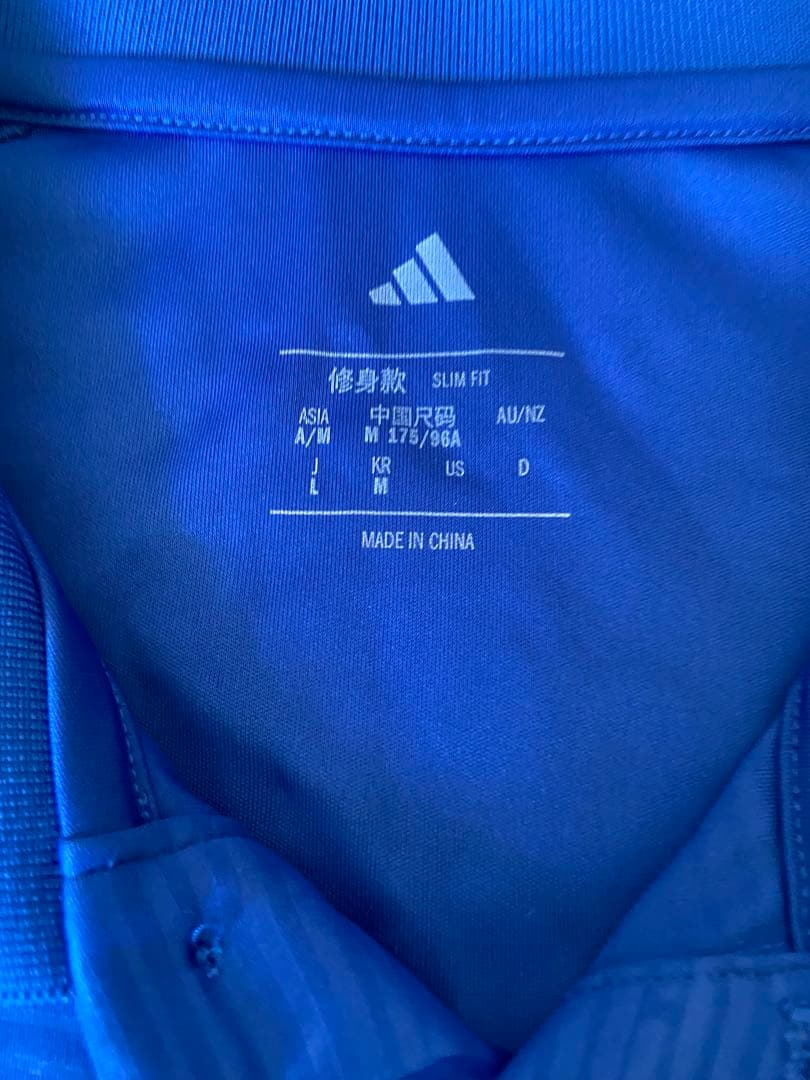 修身款 SLIM FIT
ASIA 中国尺码 AU/NZ
A/M M 175/96A
J KR US D
L M
MADE IN CHINA